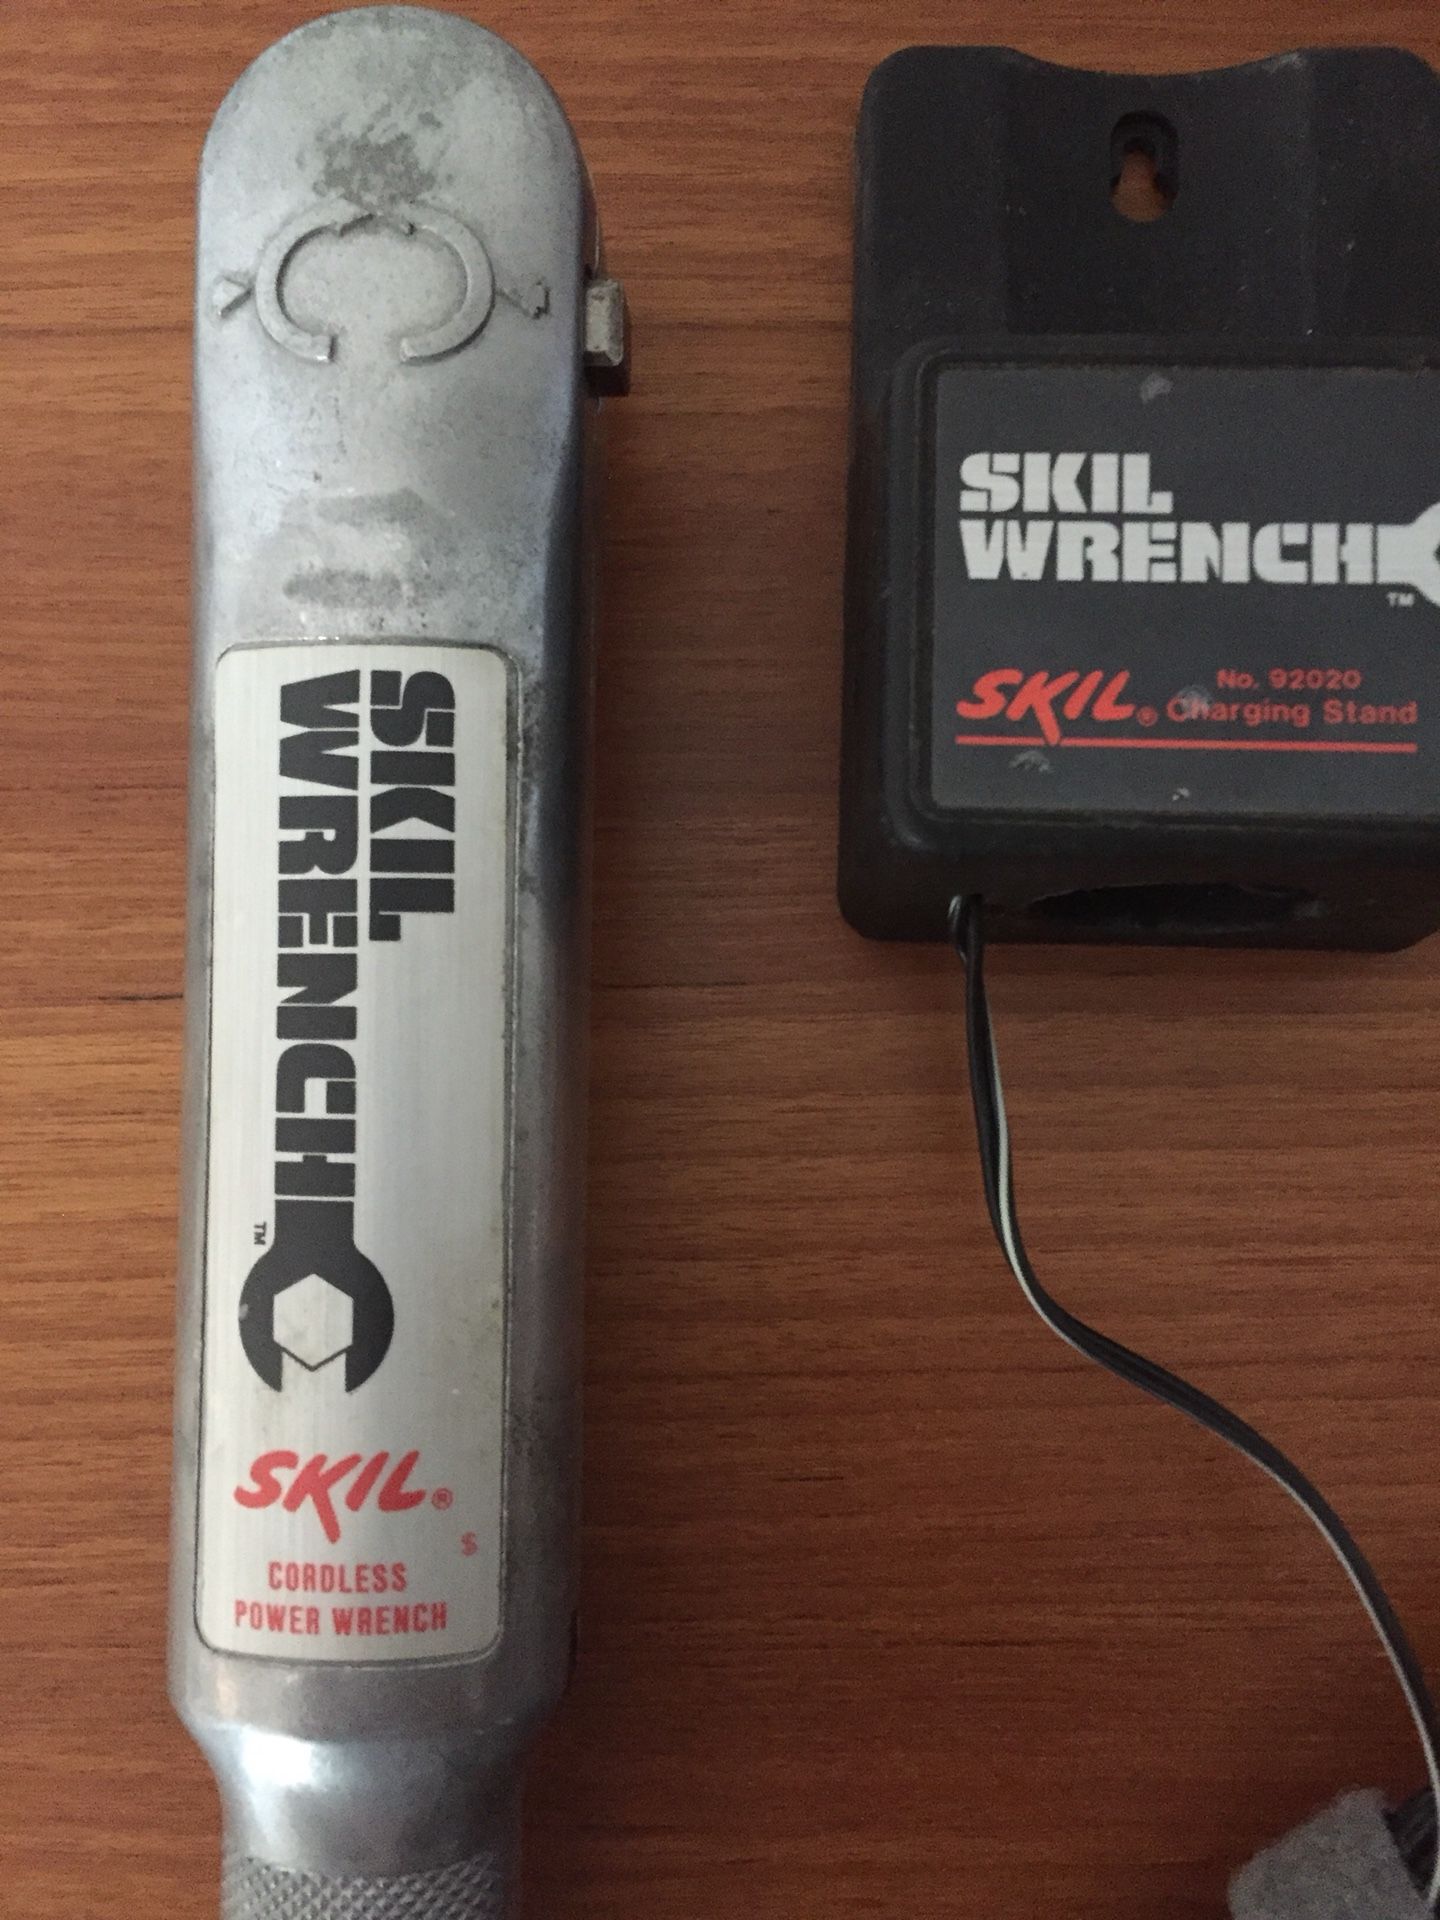 SKIL
WRENCH
TM
SKIL®
$
CORDLESS
POWER WRENCH
SKIL
WRENCH
TM
SKIL® No. 92020
Charging Stand